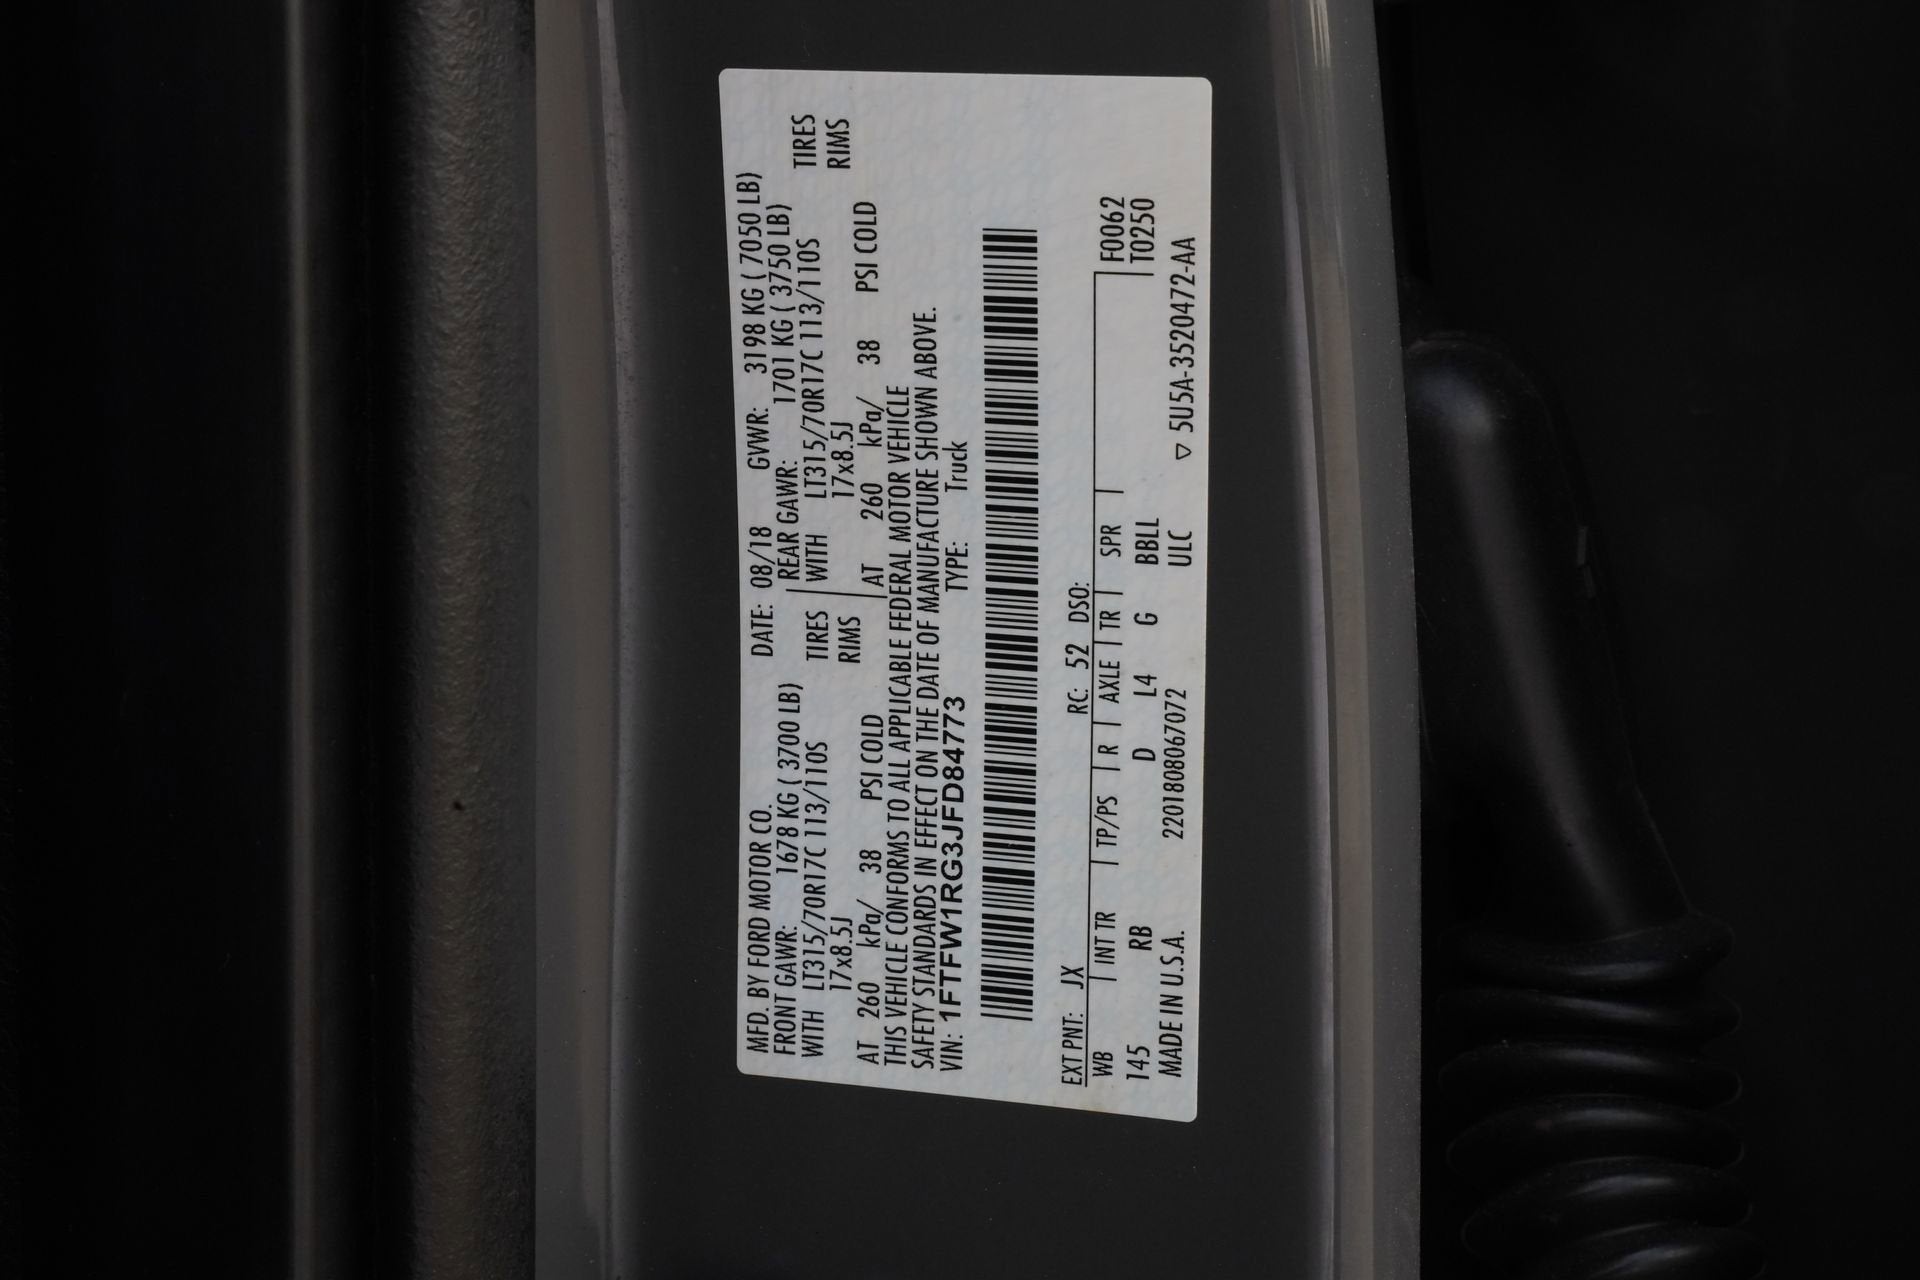 MFD. BY FORD MOTOR CO. DATE: 08/18 GVWR: 3198 KG ( 7050 LB)
FRONT GAWR: 1678 KG ( 3700 LB) REAR GAWR: 1701 KG ( 3750 LB)
WITH LT315/70R17C 113/110S TIRES WITH LT315/70R17C 113/110S TIRES
17x8.5J RIMS 17x8.5J RIMS
AT 260 kPa/ 38 PSI COLD AT 260 kPa/ 38 PSI COLD
THIS VEHICLE CONFORMS TO ALL APPLICABLE FEDERAL MOTOR VEHICLE
SAFETY STANDARDS IN EFFECT ON THE DATE OF MANUFACTURE SHOWN ABOVE.
VIN: 1FTFW1RG3JFD84773 TYPE: Truck
EXT PNT: JX RC: 52 DSO:
WB | INT TR | TP/PS | R | AXLE | TR | SPR | F0062
145 RB D L4 G BBLL T0250
MADE IN U.S.A. 2201808067072 ULC ▽ 5U5A-3520472-AA